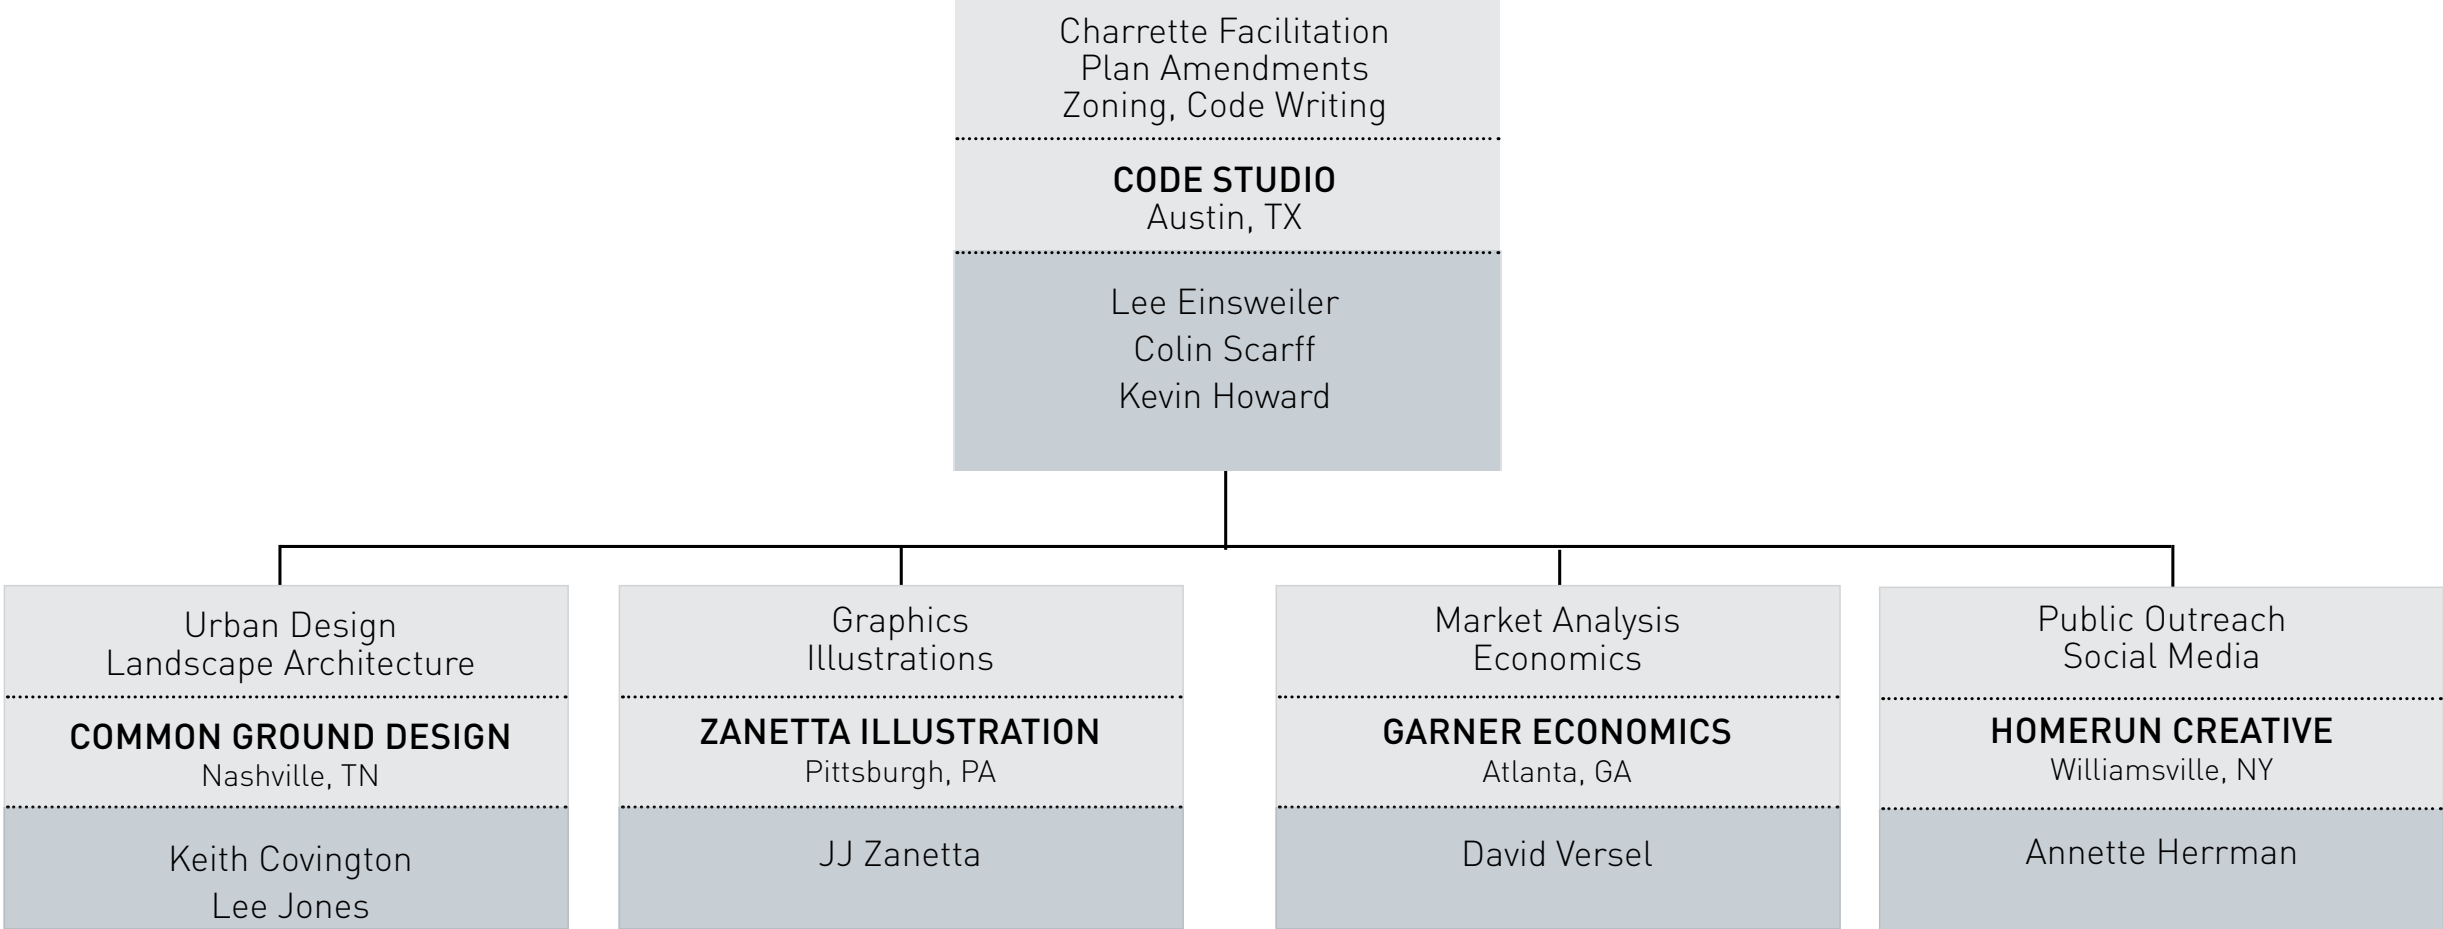 Charrette Facilitation
Plan Amendments
Zoning, Code Writing
CODE STUDIO
Austin, TX
Lee Einsweiler
Colin Scarff
Kevin Howard
Urban Design
Landscape Architecture
COMMON GROUND DESIGN
Nashville, TN
Keith Covington
Lee Jones
Graphics
Illustrations
ZANETTA ILLUSTRATION
Pittsburgh, PA
JJ Zanetta
Market Analysis
Economics
GARNER ECONOMICS
Atlanta, GA
David Versel
Public Outreach
Social Media
HOMERUN CREATIVE
Williamsville, NY
Annette Herrman